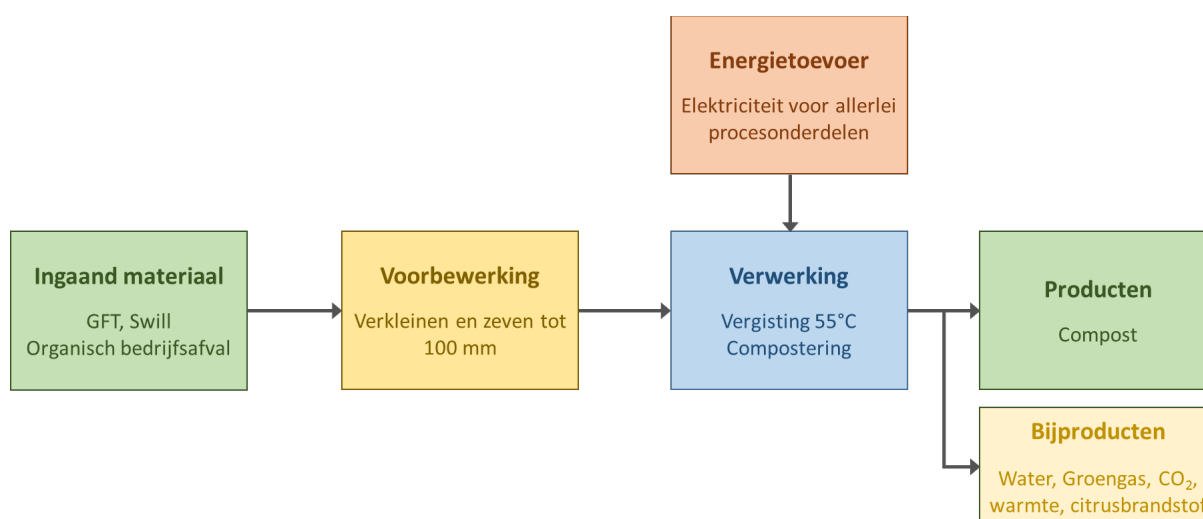 Energietoevoer
Elektriciteit voor allerlei
procesonderdelen
Ingaand materiaal
GFT, Swill
Organisch bedrijfsafval
Voorbewerking
Verkleinen en zeven tot
100 mm
Verwerking
Vergisting 55°C
Compostering
Producten
Compost
Bijproducten
Water, Groengas, CO₂,
warmte, citrusbrandstof